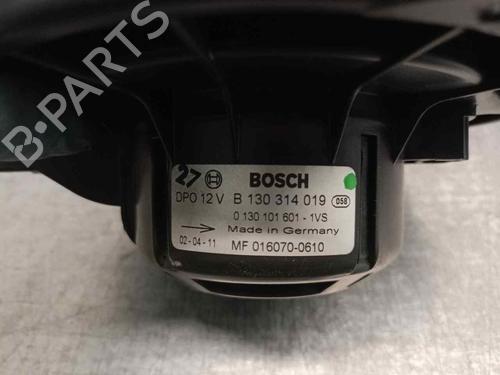 B-PARTS
27 BOSCH
DPO 12 V B 130 314 019 058
0 130 101 601 - 1VS
Made in Germany
02-04-11 MF 016070-0610